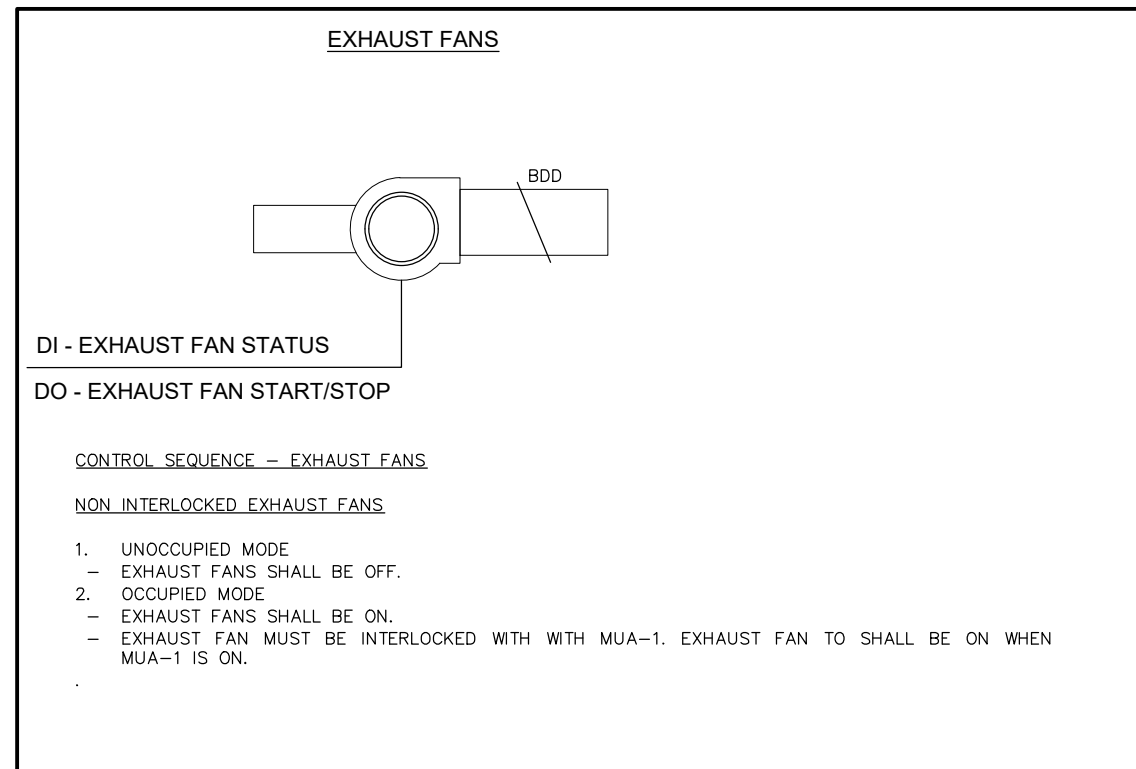 EXHAUST FANS
BDD
DI - EXHAUST FAN STATUS
DO - EXHAUST FAN START/STOP
CONTROL SEQUENCE – EXHAUST FANS
NON INTERLOCKED EXHAUST FANS
1. UNOCCUPIED MODE
– EXHAUST FANS SHALL BE OFF.
2. OCCUPIED MODE
– EXHAUST FANS SHALL BE ON.
– EXHAUST FAN MUST BE INTERLOCKED WITH WITH MUA–1. EXHAUST FAN TO SHALL BE ON WHEN
MUA–1 IS ON.
.